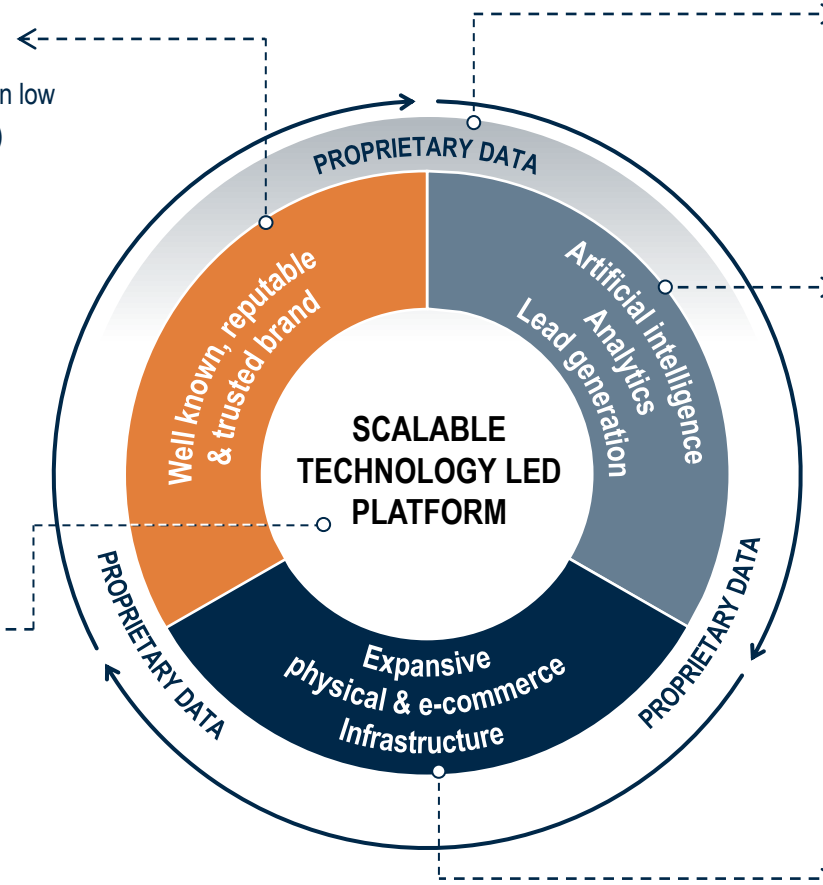 n low
)
PROPRIETARY DATA
Well known, reputable
& trusted brand
Artificial intelligence
Analytics
Lead generation
SCALABLE
TECHNOLOGY LED
PLATFORM
PROPRIETARY DATA
PROPRIETARY DATA
Expansive
physical & e-commerce
Infrastructure